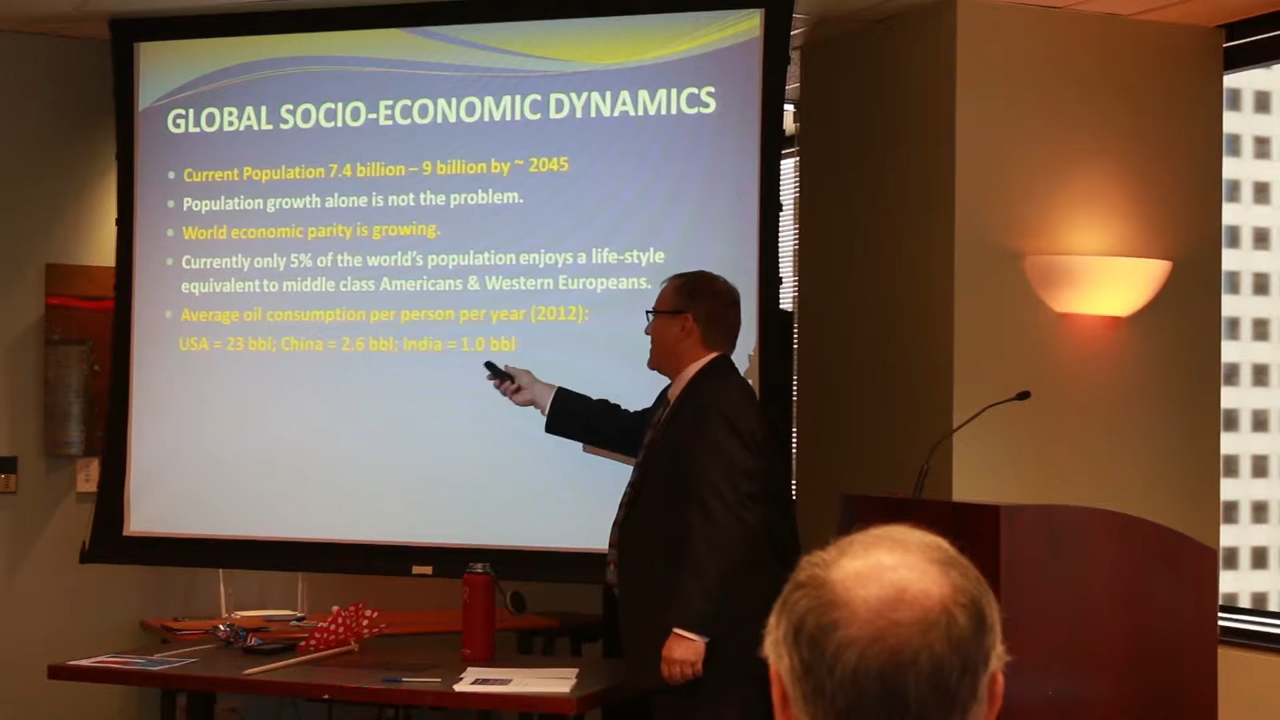 GLOBAL SOCIO-ECONOMIC DYNAMICS
• Current Population 7.4 billion – 9 billion by ~ 2045
• Population growth alone is not the problem.
• World economic parity is growing.
• Currently only 5% of the world's population enjoys a life-style
equivalent to middle class Americans & Western Europeans.
• Average oil consumption per person per year (2012):
USA = 23 bbl; China = 2.6 bbl; India = 1.0 bbl